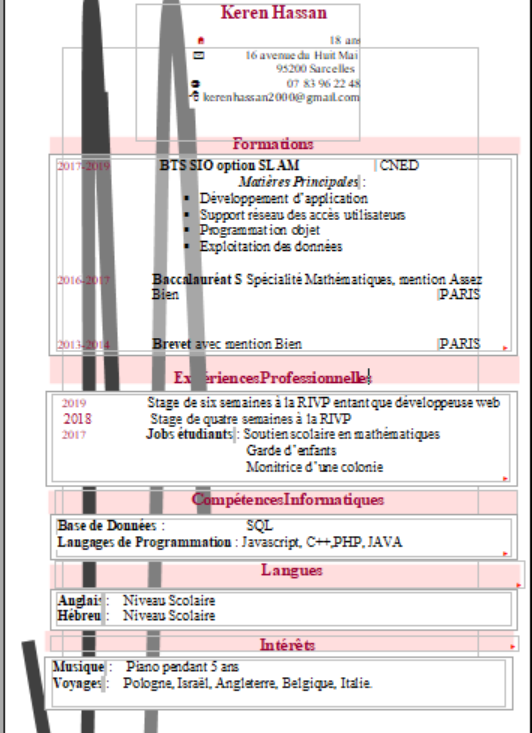 Keren Hassan
18 ans
16 avenue du Huit Mai
95200 Sarcelles
07 83 96 22 48
kerenhassan2000@gmail.com
Formations
2017-2019 BTS SIO option SLAM CNED
Matières Principales :
▪ Développement d'application
▪ Support réseau des accès utilisateurs
▪ Programmation objet
▪ Exploitation des données
2016-2017 Baccalauréat S Spécialité Mathématiques, mention Assez
Bien PARIS
2013-2014 Brevet avec mention Bien PARIS
Expériences Professionnelles
2019 Stage de six semaines à la RIVP entant que développeuse web
2018 Stage de quatre semaines à la RIVP
2017 Jobs étudiants : Soutien scolaire en mathématiques
Garde d'enfants
Monitrice d'une colonie
Compétences Informatiques
Base de Données : SQL
Langages de Programmation : Javascript, C++,PHP, JAVA
Langues
Anglais : Niveau Scolaire
Hébreu : Niveau Scolaire
Intérêts
Musique : Piano pendant 5 ans
Voyages : Pologne, Israël, Angleterre, Belgique, Italie.